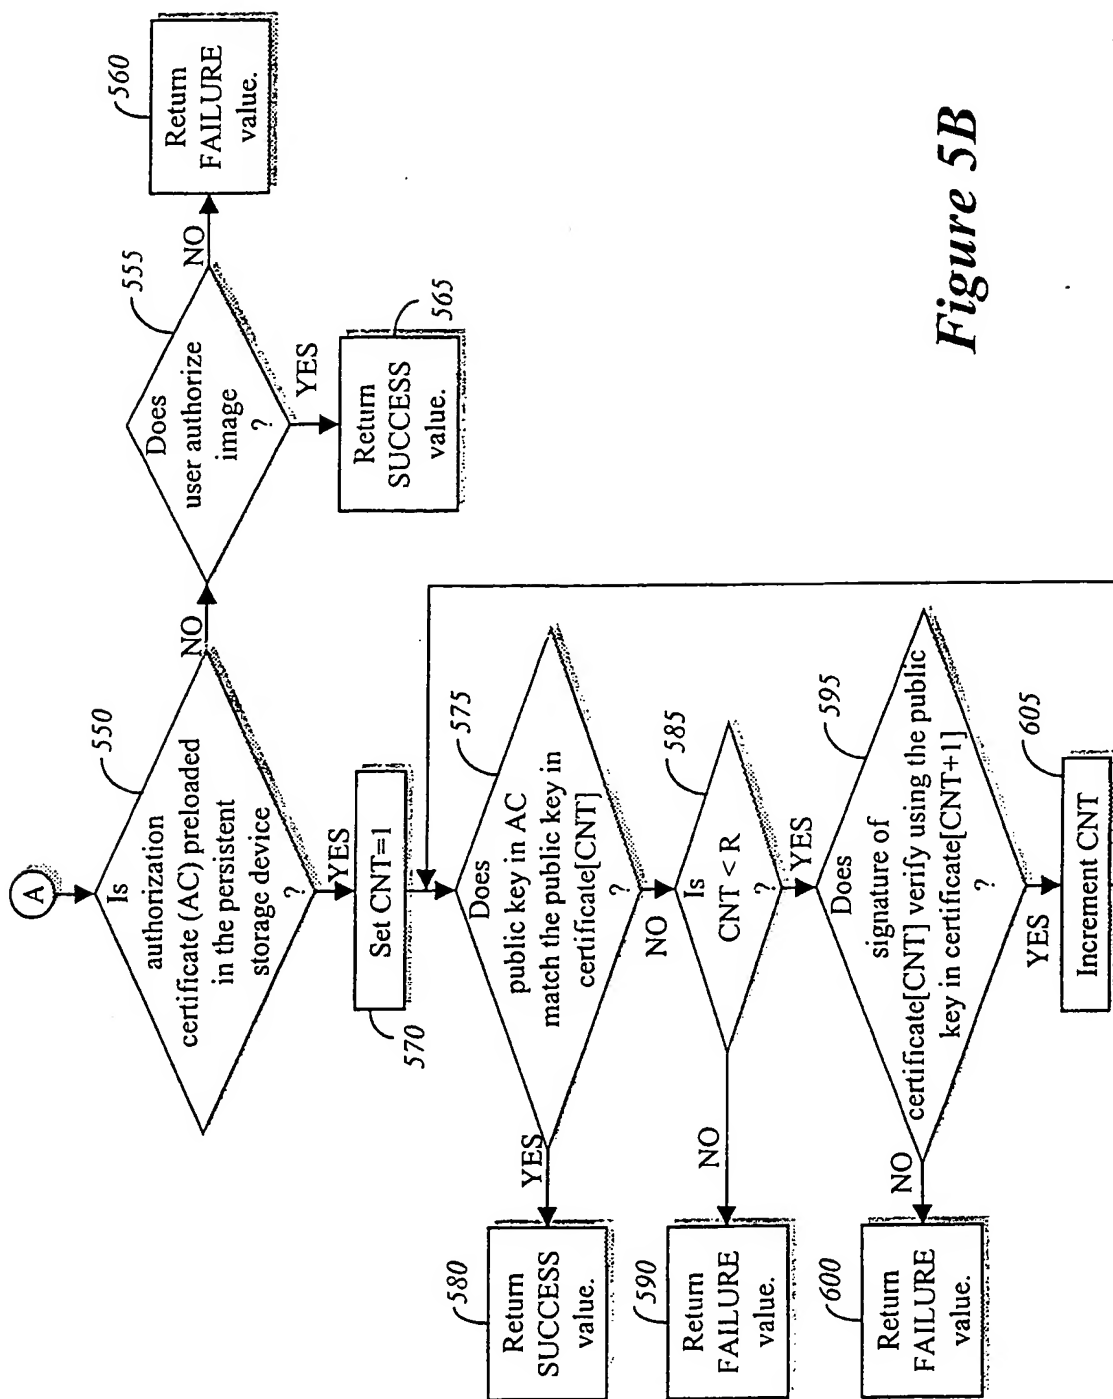 A
550
Is
authorization
certificate (AC) preloaded
in the persistent
storage device
?
NO
555
Does
user authorize
image
?
NO
560
Return
FAILURE
value.
YES
565
Return
SUCCESS
value.
YES
570
Set CNT=1
575
Does
public key in AC
match the public key in
certificate[CNT]
?
YES
580
Return
SUCCESS
value.
NO
585
Is
CNT < R
?
NO
590
Return
FAILURE
value.
YES
595
Does
signature of
certificate[CNT] verify using the public
key in certificate[CNT+1]
?
NO
600
Return
FAILURE
value.
YES
605
Increment CNT
Figure 5B